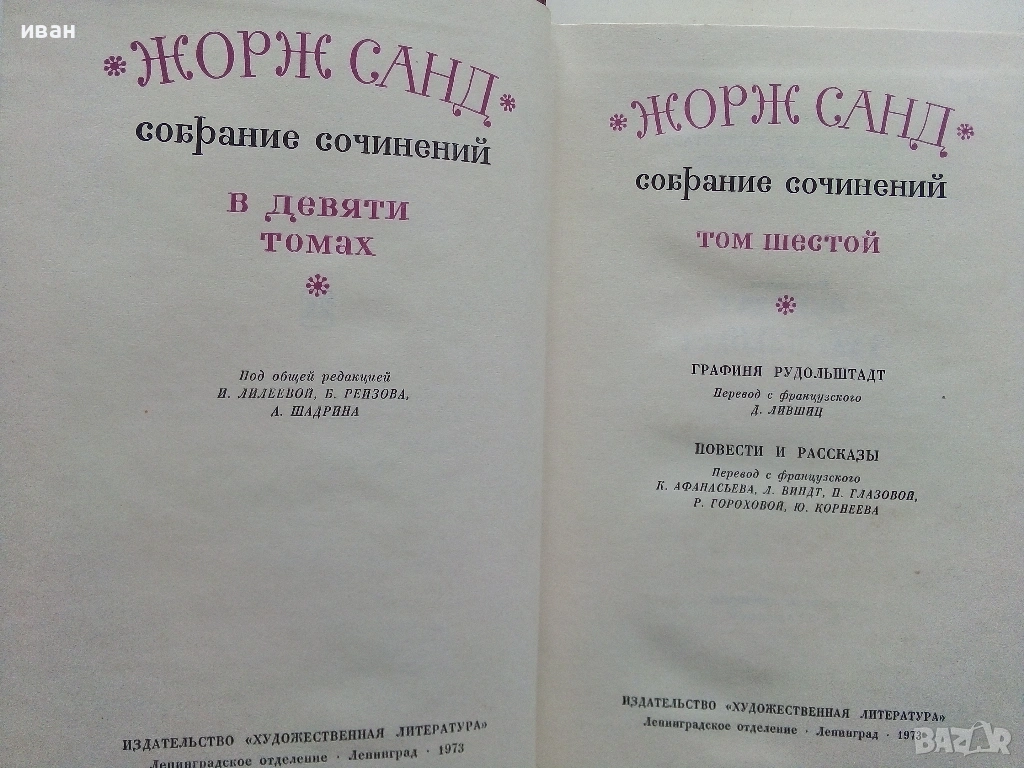 иван
ЖОРЖ САНД
СОБРАНИЕ СОЧИНЕНИЙ
В ДЕВЯТИ
ТОМАХ
Под общей редакцией
И. ЛИЛЕЕВОЙ, Б. РЕИЗОВА,
А. ШАДРИНА
ИЗДАТЕЛЬСТВО «ХУДОЖЕСТВЕННАЯ ЛИТЕРАТУРА»
Ленинградское отделение · Ленинград · 1973
ЖОРЖ САНД
СОБРАНИЕ СОЧИНЕНИЙ
ТОМ ШЕСТОЙ
ГРАФИНЯ РУДОЛЬШТАДТ
Перевод с французского
Д. ЛИВШИЦ
ПОВЕСТИ И РАССКАЗЫ
Перевод с французского
К. АФАНАСЬЕВА, Л. ВИНДТ, П. ГЛАЗОВОЙ,
Р. ГОРОХОВОЙ, Ю. КОРНЕЕВА
ИЗДАТЕЛЬСТВО «ХУДОЖЕСТВЕННАЯ ЛИТЕРАТУРА»
Ленинградское отделение · Ленинград · 1973
BAZAR